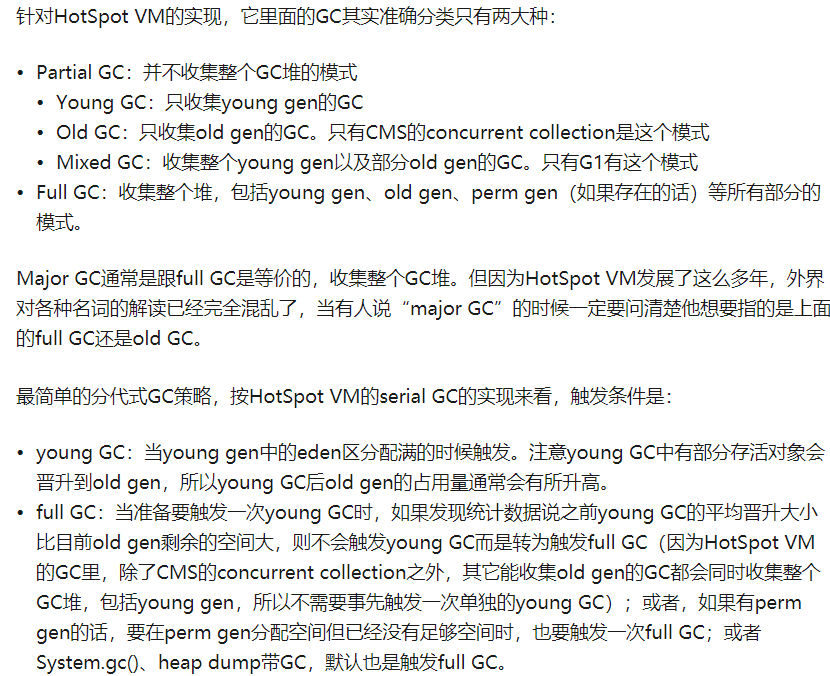 针对HotSpot VM的实现，它里面的GC其实准确分类只有两大种：
• Partial GC：并不收集整个GC堆的模式
• Young GC：只收集young gen的GC
• Old GC：只收集old gen的GC。只有CMS的concurrent collection是这个模式
• Mixed GC：收集整个young gen以及部分old gen的GC。只有G1有这个模式
• Full GC：收集整个堆，包括young gen、old gen、perm gen（如果存在的话）等所有部分的
模式。
Major GC通常是跟full GC是等价的，收集整个GC堆。但因为HotSpot VM发展了这么多年，外界
对各种名词的解读已经完全混乱了，当有人说“major GC”的时候一定要问清楚他想要指的是上面
的full GC还是old GC。
最简单的分代式GC策略，按HotSpot VM的serial GC的实现来看，触发条件是：
• young GC：当young gen中的eden区分配满的时候触发。注意young GC中有部分存活对象会
晋升到old gen，所以young GC后old gen的占用量通常会有所升高。
• full GC：当准备要触发一次young GC时，如果发现统计数据说之前young GC的平均晋升大小
比目前old gen剩余的空间大，则不会触发young GC而是转为触发full GC（因为HotSpot VM
的GC里，除了CMS的concurrent collection之外，其它能收集old gen的GC都会同时收集整个
GC堆，包括young gen，所以不需要事先触发一次单独的young GC）；或者，如果有perm
gen的话，要在perm gen分配空间但已经没有足够空间时，也要触发一次full GC；或者
System.gc()、heap dump带GC，默认也是触发full GC。